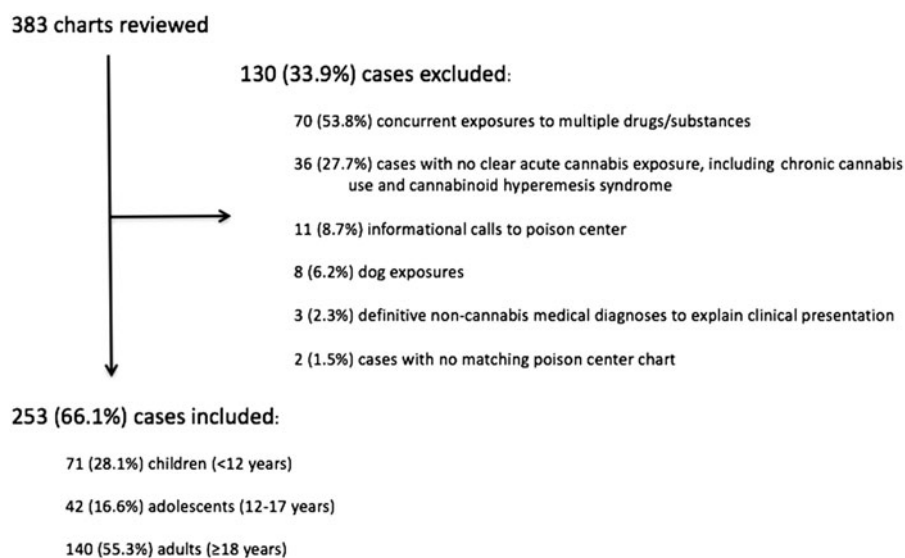 383 charts reviewed
130 (33.9%) cases excluded:
70 (53.8%) concurrent exposures to multiple drugs/substances
36 (27.7%) cases with no clear acute cannabis exposure, including chronic cannabis
use and cannabinoid hyperemesis syndrome
11 (8.7%) informational calls to poison center
8 (6.2%) dog exposures
3 (2.3%) definitive non-cannabis medical diagnoses to explain clinical presentation
2 (1.5%) cases with no matching poison center chart
253 (66.1%) cases included:
71 (28.1%) children (<12 years)
42 (16.6%) adolescents (12-17 years)
140 (55.3%) adults (≥18 years)